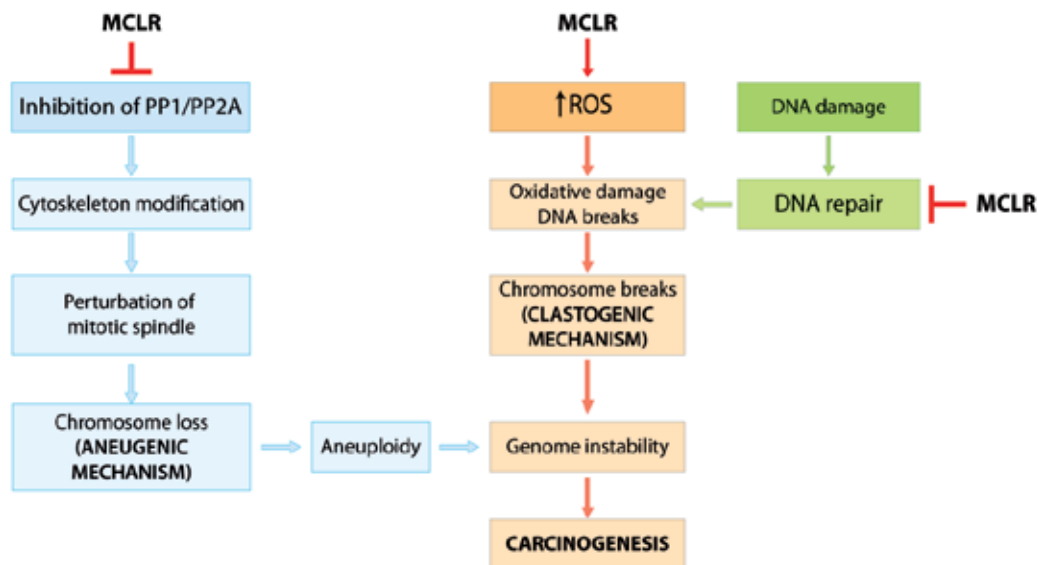 MCLR
Inhibition of PP1/PP2A
Cytoskeleton modification
Perturbation of
mitotic spindle
Chromosome loss
(ANEUGENIC
MECHANISM)
Aneuploidy
MCLR
↑ROS
Oxidative damage
DNA breaks
Chromosome breaks
(CLASTOGENIC
MECHANISM)
Genome instability
CARCINOGENESIS
DNA damage
DNA repair
MCLR